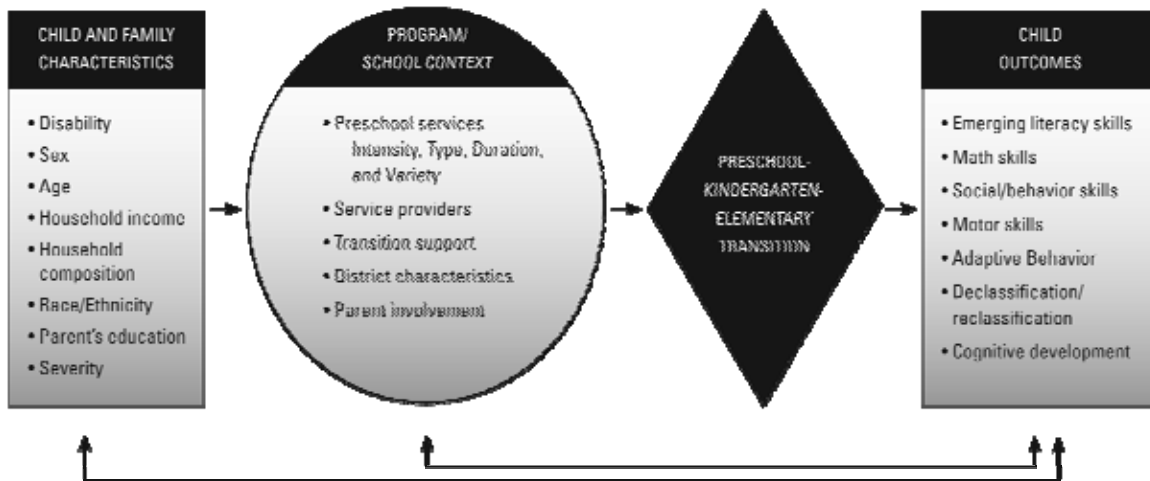 CHILD AND FAMILY
CHARACTERISTICS
• Disability
• Sex
• Age
• Household income
• Household
composition
• Race/Ethnicity
• Parent's education
• Severity
PROGRAM/
SCHOOL CONTEXT
• Preschool services
Intensity, Type, Duration,
and Variety
• Service providers
• Transition support
• District characteristics
• Parent involvement
PRESCHOOL-
KINDERGARTEN-
ELEMENTARY
TRANSITION
CHILD
OUTCOMES
• Emerging literacy skills
• Math skills
• Social/behavior skills
• Motor skills
• Adaptive Behavior
• Declassification/
reclassification
• Cognitive development